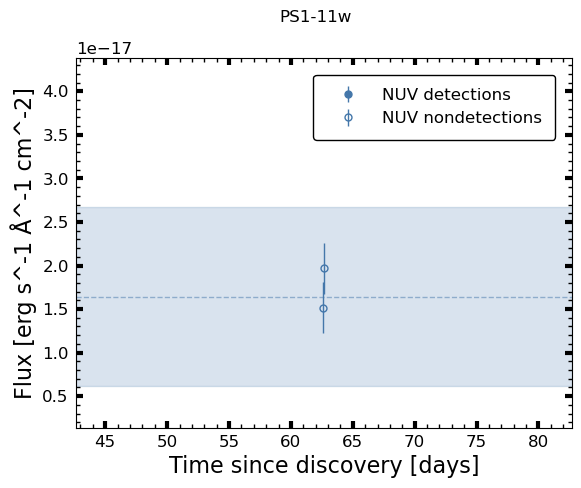 PS1-11w
1e−17
Flux [erg s^-1 Å^-1 cm^-2]
4.0
3.5
3.0
2.5
2.0
1.5
1.0
0.5
NUV detections
NUV nondetections
45 50 55 60 65 70 75 80
Time since discovery [days]